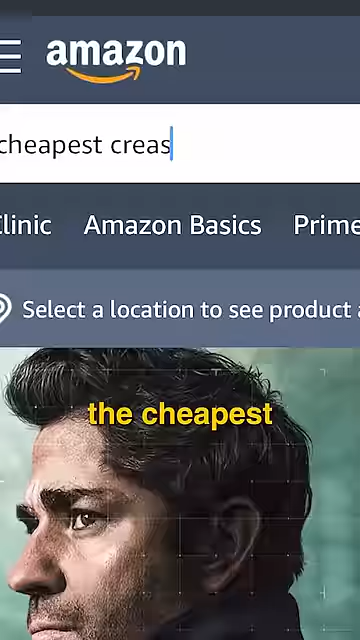 amazon
cheapest creas
Clinic Amazon Basics Prime
Select a location to see product a
the cheapest